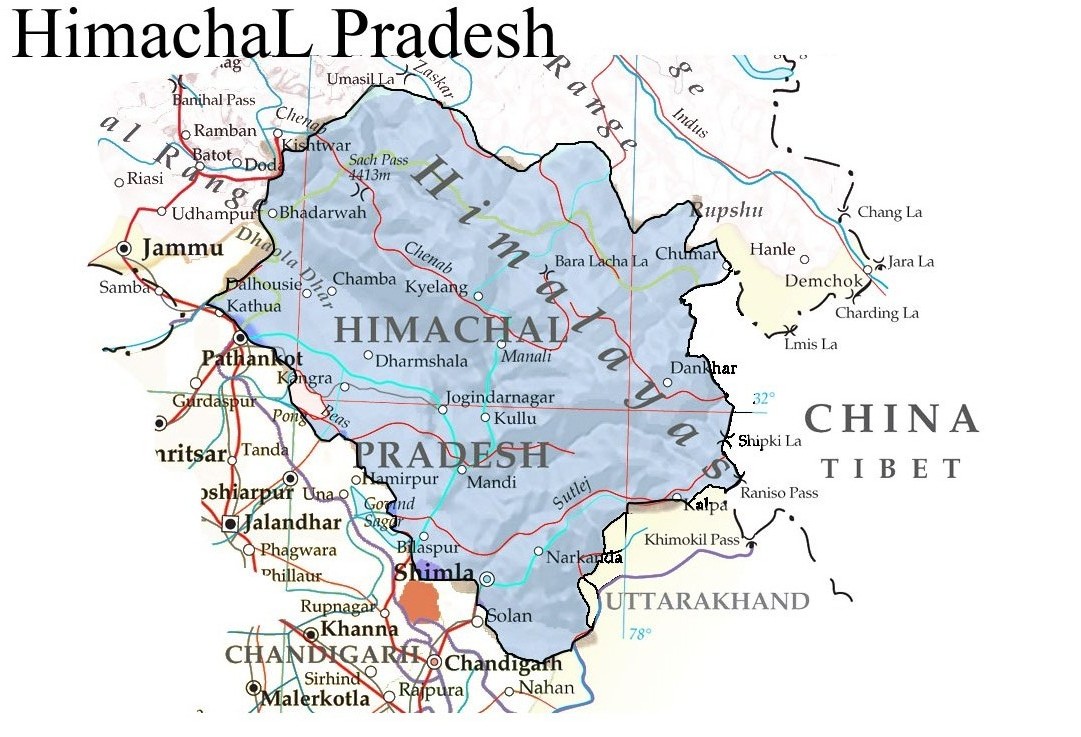 HimachaL Pradesh
Umasil La
Zaskar
Range
ge
Banihal Pass
Indus
al Range
Ramban
Chenab
Kishtwar
Batot
Doda
Sach Pass
4413m
Riasi
Himalayas
Udhampur
Bhadarwah
Rupshu
Chang La
Jammu
Dhaola Dhar
Chenab
Bara Lacha La
Chumar
Hanle
Jara La
Samba
Dalhousie
Chamba
Kyelang
Demchok
Kathua
Charding La
HIMACHAL
PRADESH
Lmis La
Pathankot
Dharmshala
Manali
Dankhar
Kangra
32°
Gurdaspur
Pong
Beas
Jogindarnagar
Kullu
CHINA
TIBET
Shipki La
nritsar
Tanda
Hamirpur
Mandi
oshiarpur
Una
Govind
Sagar
Sutlej
Kalpa
Raniso Pass
Jalandhar
Khimokil Pass
Phagwara
Bilaspur
Narkanda
Phillaur
Shimla
UTTARAKHAND
Rupnagar
Solan
78°
Khanna
CHANDIGARH
Chandigarh
Sirhind
Malerkotla
Rajpura
Nahan